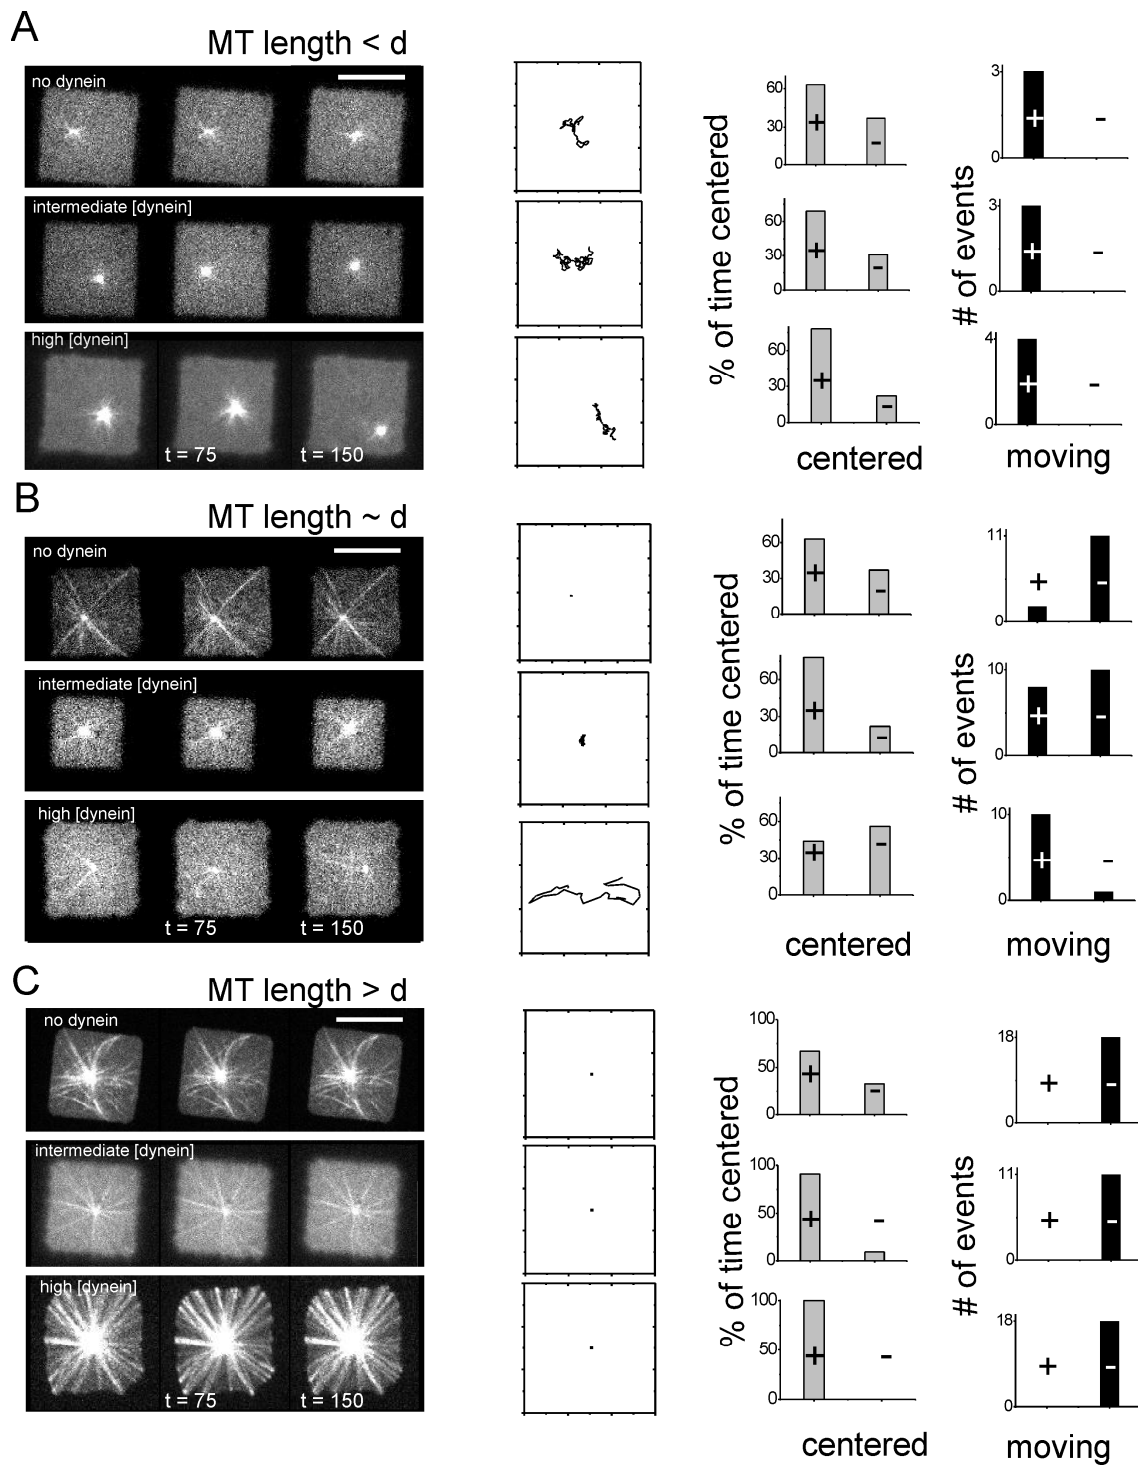 A
MT length < d
no dynein
intermediate [dynein]
high [dynein]
t = 75
t = 150
60
30
0
+
-
60
30
0
+
-
60
30
0
+
-
% of time centered
centered
3
0
+
-
3
0
+
-
4
0
+
-
# of events
moving
B
MT length ~ d
no dynein
intermediate [dynein]
high [dynein]
t = 75
t = 150
60
30
0
+
-
60
30
0
+
-
60
30
0
+
-
% of time centered
centered
11
0
+
-
10
0
+
-
10
0
+
-
# of events
moving
C
MT length > d
no dynein
intermediate [dynein]
high [dynein]
t = 75
t = 150
100
50
0
+
-
100
50
0
+
-
100
50
0
+
-
% of time centered
centered
18
0
+
-
11
0
+
-
18
0
+
-
# of events
moving